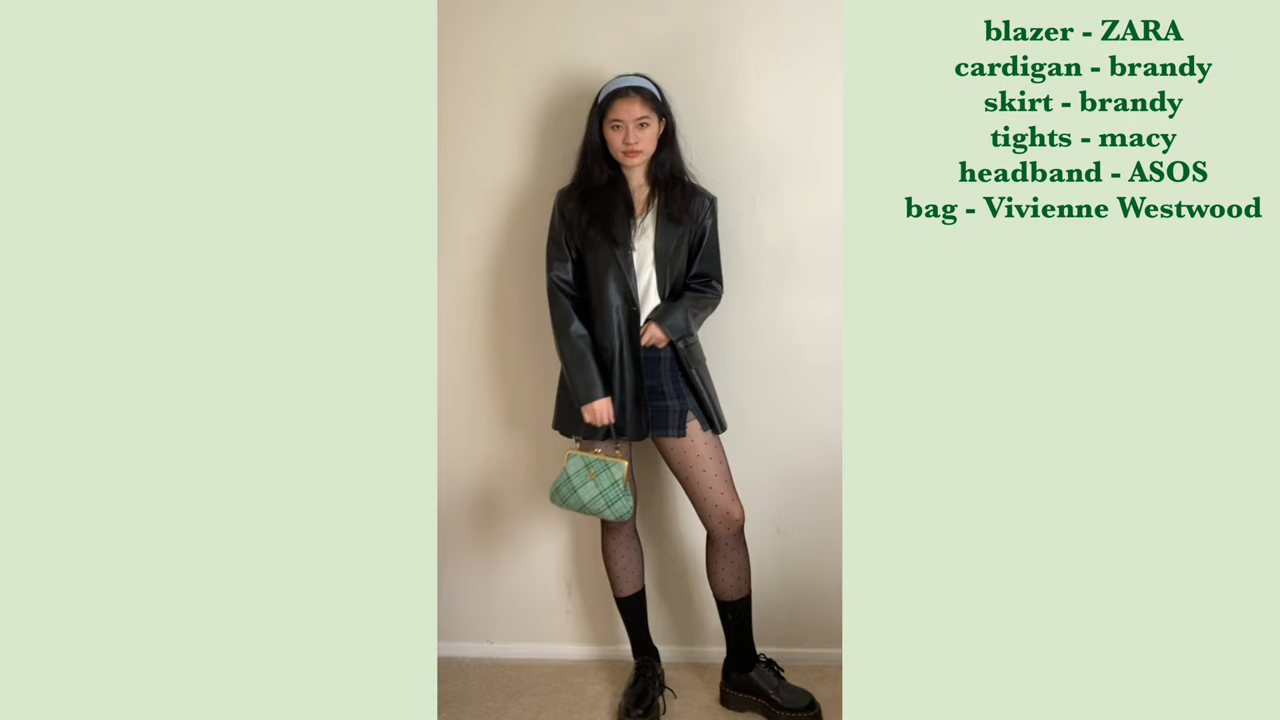 blazer - ZARA
cardigan - brandy
skirt - brandy
tights - macy
headband - ASOS
bag - Vivienne Westwood